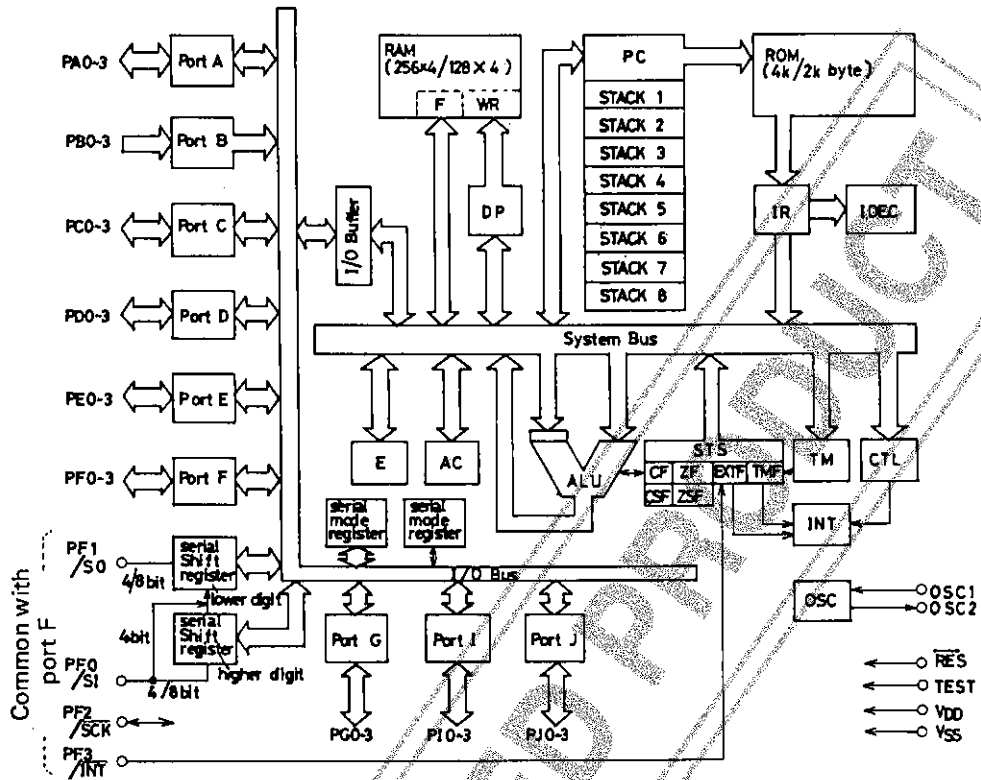 PA0~3
Port A
PB0~3
Port B
PC0~3
Port C
PD0~3
Port D
PE0~3
Port E
PF0~3
Port F
I/O Buffer
RAM
(256×4/128×4)
F
WR
DP
PC
STACK 1
STACK 2
STACK 3
STACK 4
STACK 5
STACK 6
STACK 7
STACK 8
ROM
(4k/2k byte)
IR
IDEC
System Bus
E
AC
ALU
STS
CF
ZF
EXTF
TMF
CSF
ZSF
TM
CTL
INT
serial
mode
register
serial
mode
register
I/O Bus
Common with
port F
PF1
/SO
4/8bit
serial
Shift
register
lower digit
4bit
serial
Shift
register
higher digit
PF0
/SI
4/8bit
PF2
/SCK
PF3
/INT
Port G
Port I
Port J
PG0~3
PI0~3
PJ0~3
OSC
OSC1
OSC2
RES
TEST
VDD
VSS
ED PRODUCT